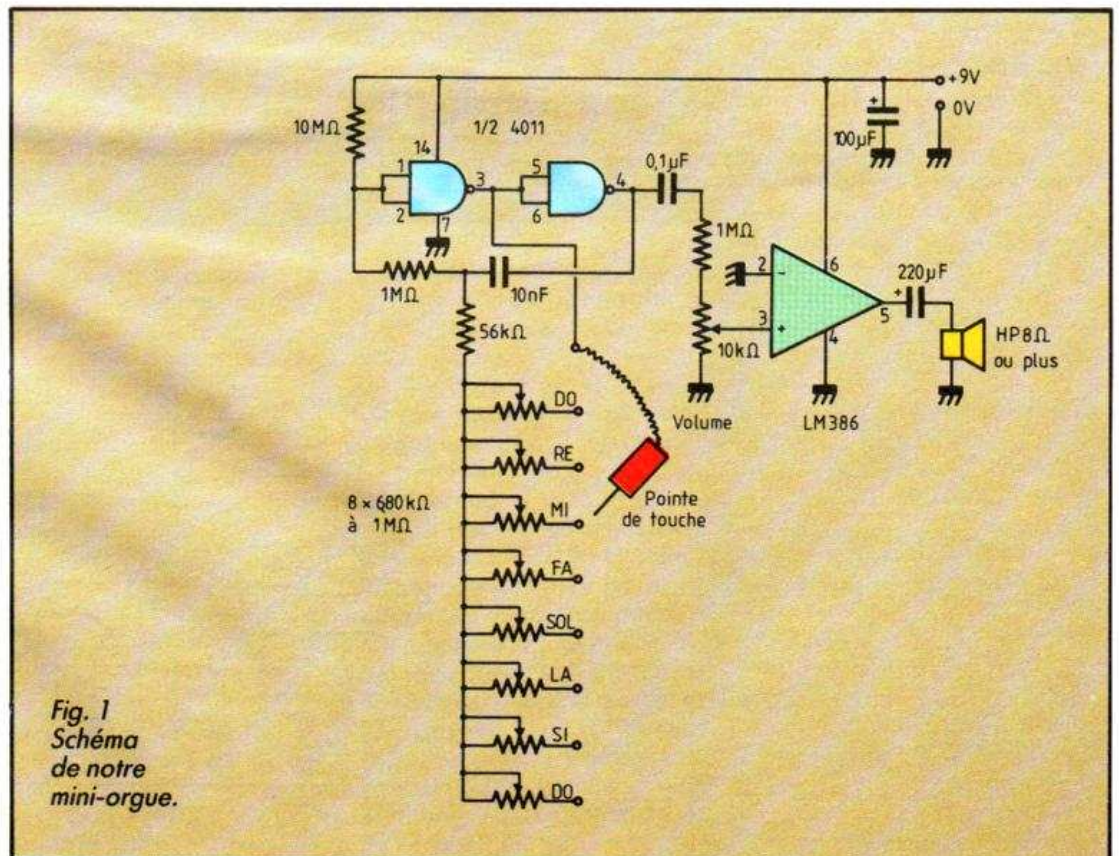 +9V
0V
10MΩ
1/2 4011
100µF
14
1
2
3
7
5
6
4
0,1µF
1MΩ
10nF
1MΩ
56kΩ
10kΩ
Volume
2
-
3
+
6
5
4
LM386
220µF
+
+
HP8Ω
ou plus
Pointe
de touche
8 x 680kΩ
à 1MΩ
DO
RE
MI
FA
SOL
LA
SI
DO
Fig. 1
Schéma
de notre
mini-orgue.